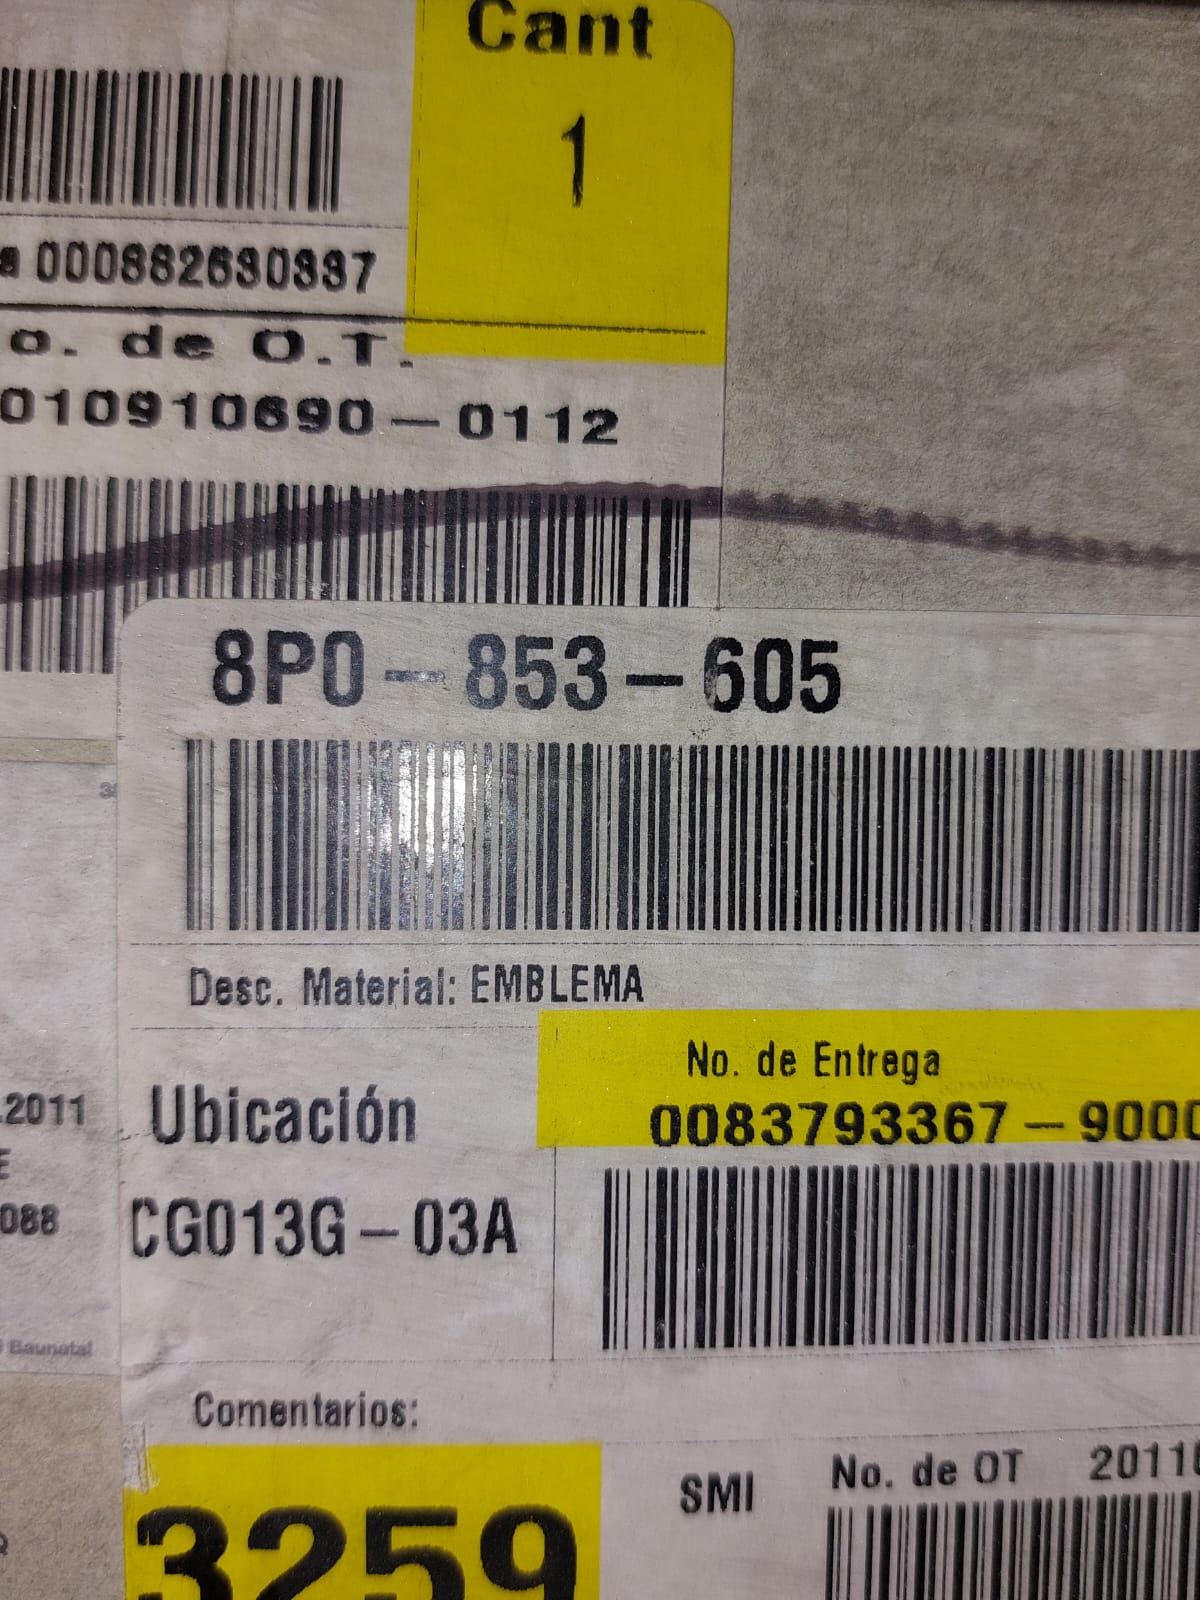 Cant
1
000882630337
o. de O.T.
010910690-0112
8P0-853-605
Desc. Material: EMBLEMA
No. de Entrega
.2011 Ubicación
0083793367-9000
E
088 CG013G-03A
Baunatal
Comentarios:
SMI No. de OT 2011
3259